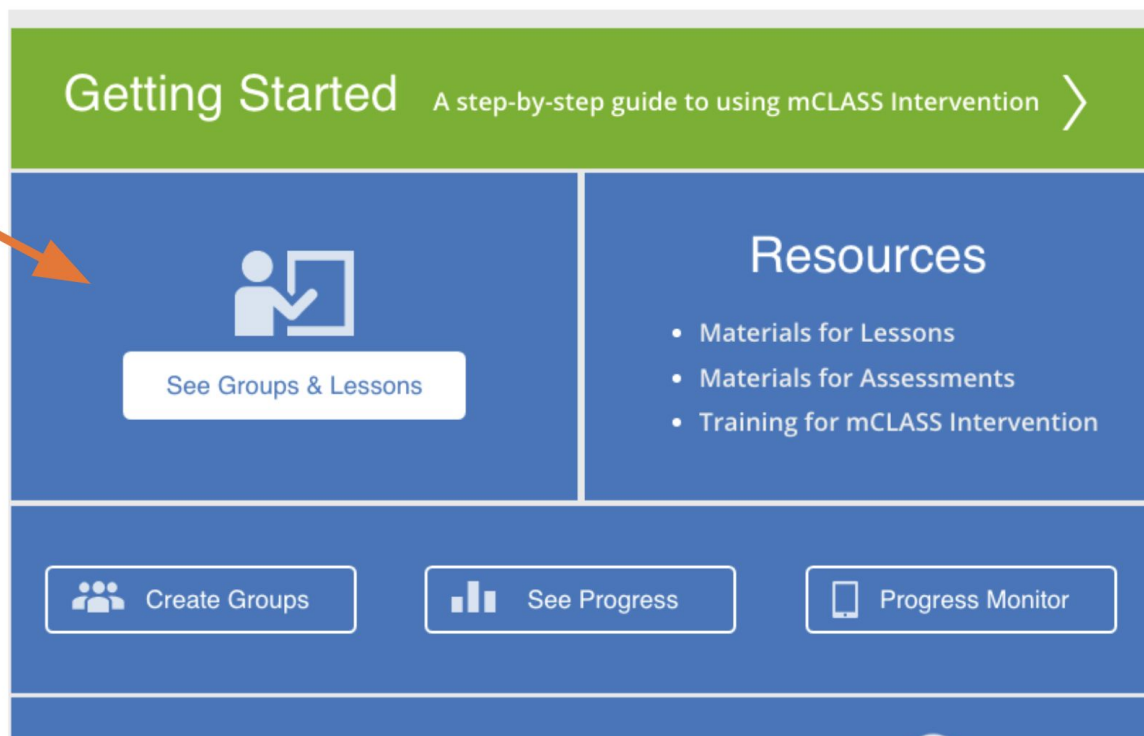 Getting Started A step-by-step guide to using mCLASS Intervention
See Groups & Lessons
Resources
• Materials for Lessons
• Materials for Assessments
• Training for mCLASS Intervention
Create Groups
See Progress
Progress Monitor